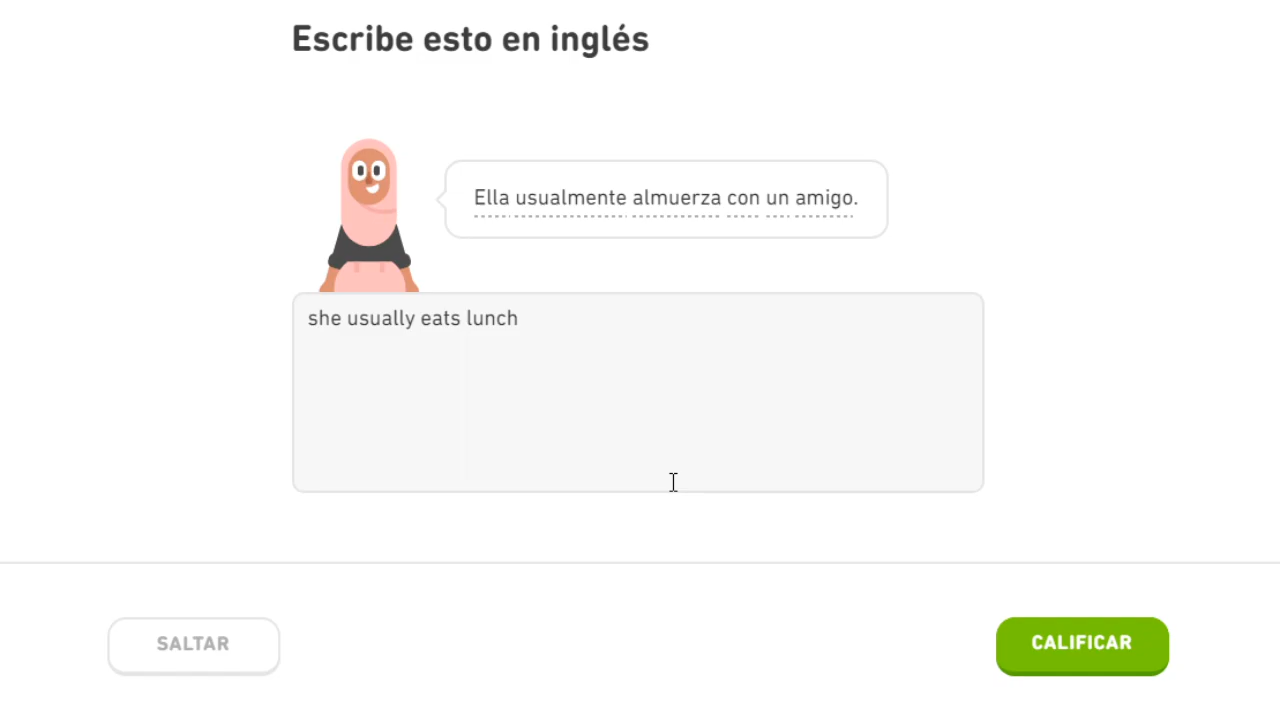 Escribe esto en inglés
Ella usualmente almuerza con un amigo.
she usually eats lunch
SALTAR
CALIFICAR